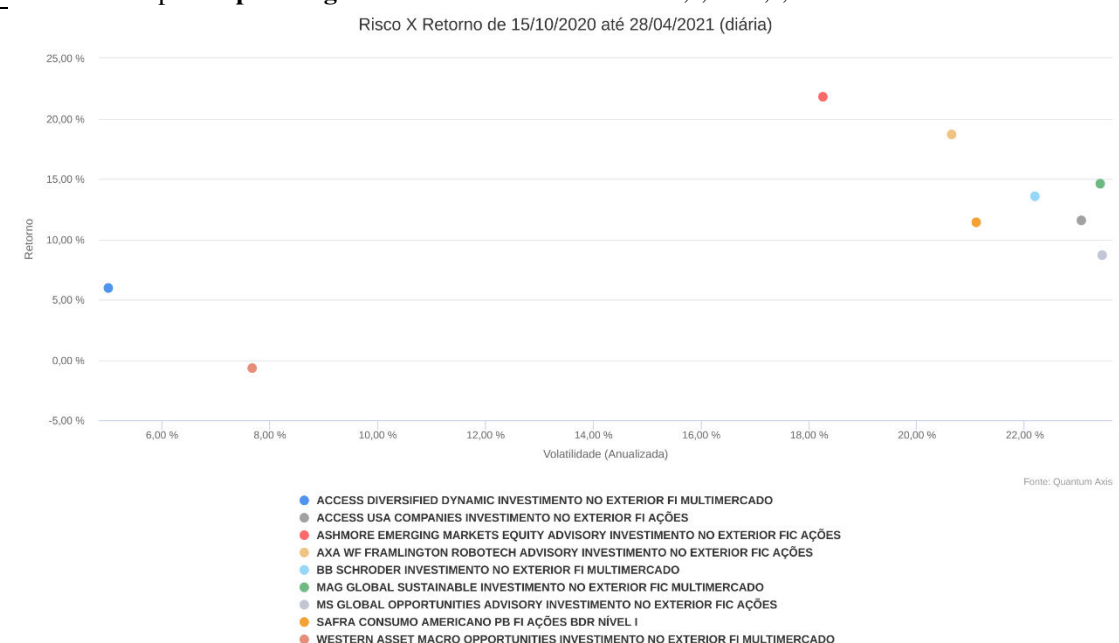 Risco X Retorno de 15/10/2020 até 28/04/2021 (diária)
25,00 %
20,00 %
15,00 %
10,00 %
5,00 %
0,00 %
-5,00 %
Retorno
6,00 %
8,00 %
10,00 %
12,00 %
14,00 %
16,00 %
18,00 %
20,00 %
22,00 %
Volatilidade (Anualizada)
Fonte: Quantum Axis
ACCESS DIVERSIFIED DYNAMIC INVESTIMENTO NO EXTERIOR FI MULTIMERCADO
ACCESS USA COMPANIES INVESTIMENTO NO EXTERIOR FI AÇÕES
ASHMORE EMERGING MARKETS EQUITY ADVISORY INVESTIMENTO NO EXTERIOR FIC AÇÕES
AXA WF FRAMLINGTON ROBOTECH ADVISORY INVESTIMENTO NO EXTERIOR FIC AÇÕES
BB SCHRODER INVESTIMENTO NO EXTERIOR FI MULTIMERCADO
MAG GLOBAL SUSTAINABLE INVESTIMENTO NO EXTERIOR FIC MULTIMERCADO
MS GLOBAL OPPORTUNITIES ADVISORY INVESTIMENTO NO EXTERIOR FIC AÇÕES
SAFRA CONSUMO AMERICANO PB FI AÇÕES BDR NÍVEL I
WESTERN ASSET MACRO OPPORTUNITIES INVESTIMENTO NO EXTERIOR FI MULTIMERCADO